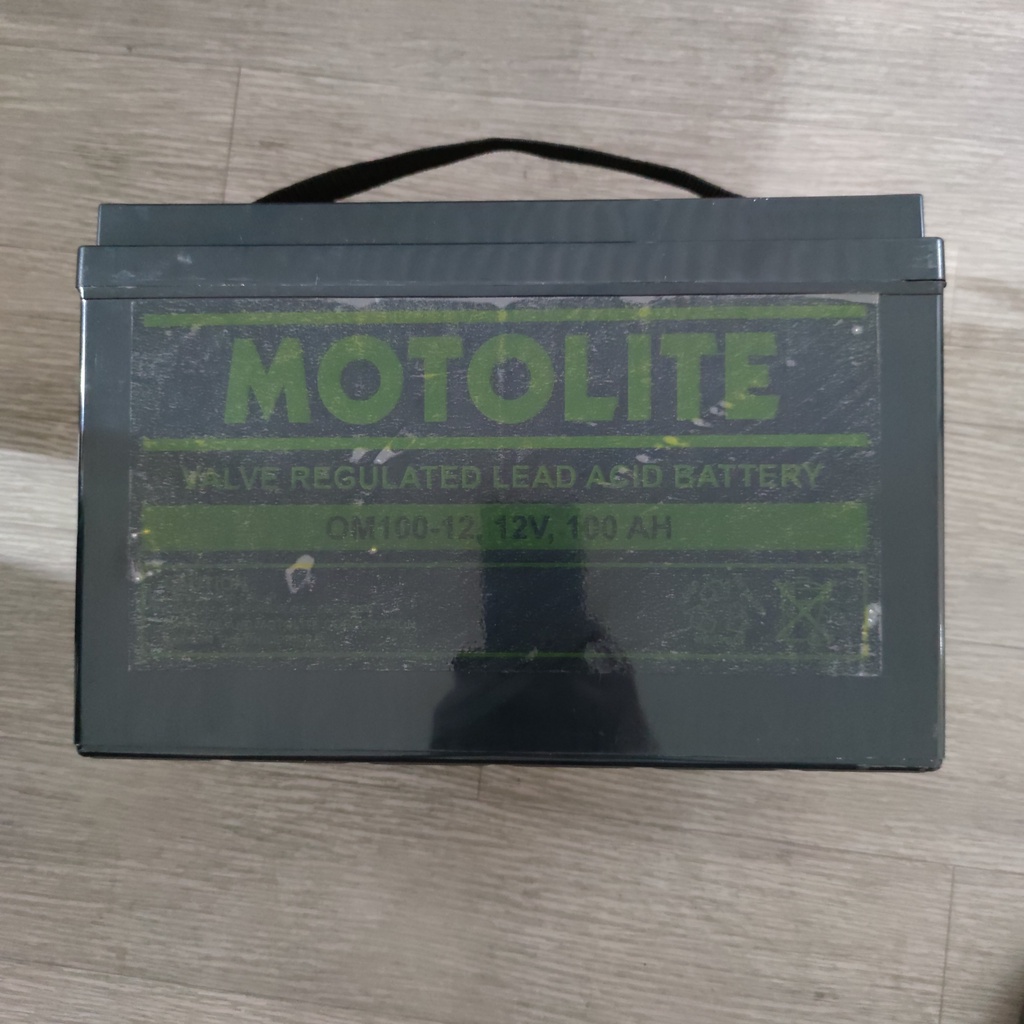 MOTOLITE
VALVE REGULATED LEAD ACID BATTERY
OM100-12, 12V, 100 AH